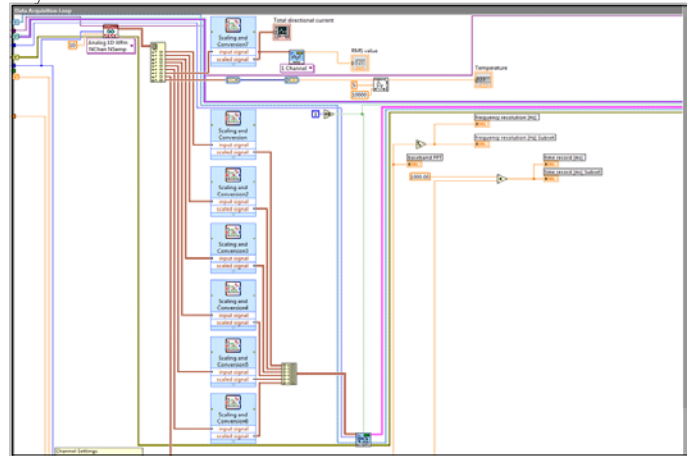 Data Acquisition Loop
Analog 1D Wfm
NChan NSamp
10
Scaling and
Conversion7
input signal
scaled signal
Total directional current
1 Channel
RMS value
Temperature
10000
Scaling and
Conversion
input signal
scaled signal
Scaling and
Conversion2
input signal
scaled signal
Scaling and
Conversion3
input signal
scaled signal
Scaling and
Conversion4
input signal
scaled signal
Scaling and
Conversion5
input signal
scaled signal
Scaling and
Conversion6
input signal
scaled signal
frequency resolution [Hz]
frequency resolution [Hz] Subset
baseband FFT
1000.00
time record [ms]
time record [ms] Subset
Channel Settings